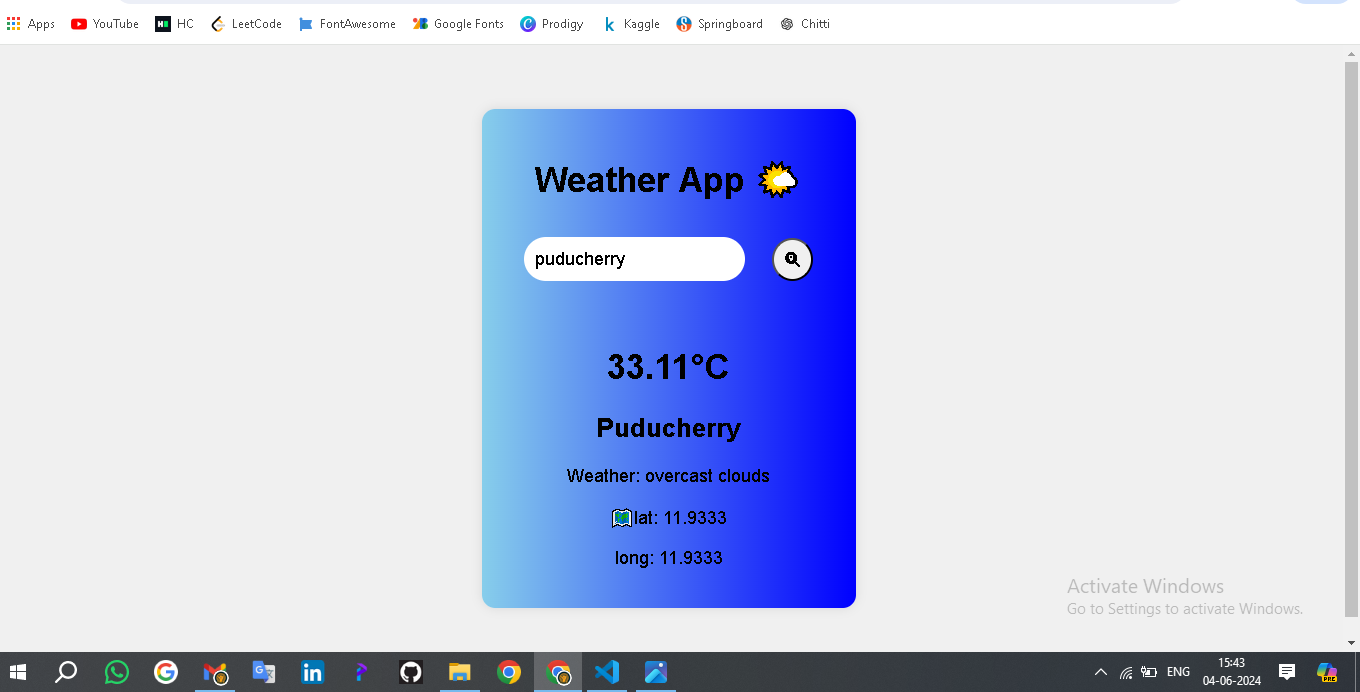 Apps YouTube HC LeetCode FontAwesome Google Fonts Prodigy Kaggle Springboard Chitti
Weather App
puducherry
33.11°C
Puducherry
Weather: overcast clouds
lat: 11.9333
long: 11.9333
Activate Windows
Go to Settings to activate Windows.
ENG 15:43
04-06-2024
PRE